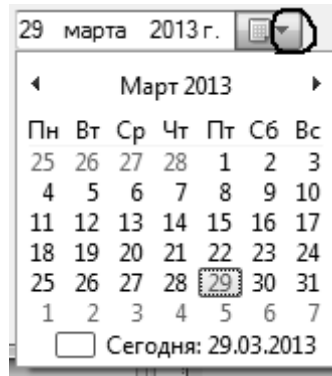 29 марта 2013 г.
Март 2013
Пн Вт Ср Чт Пт Сб Вс
25 26 27 28 1 2 3
4 5 6 7 8 9 10
11 12 13 14 15 16 17
18 19 20 21 22 23 24
25 26 27 28 29 30 31
1 2 3 4 5 6 7
Сегодня: 29.03.2013